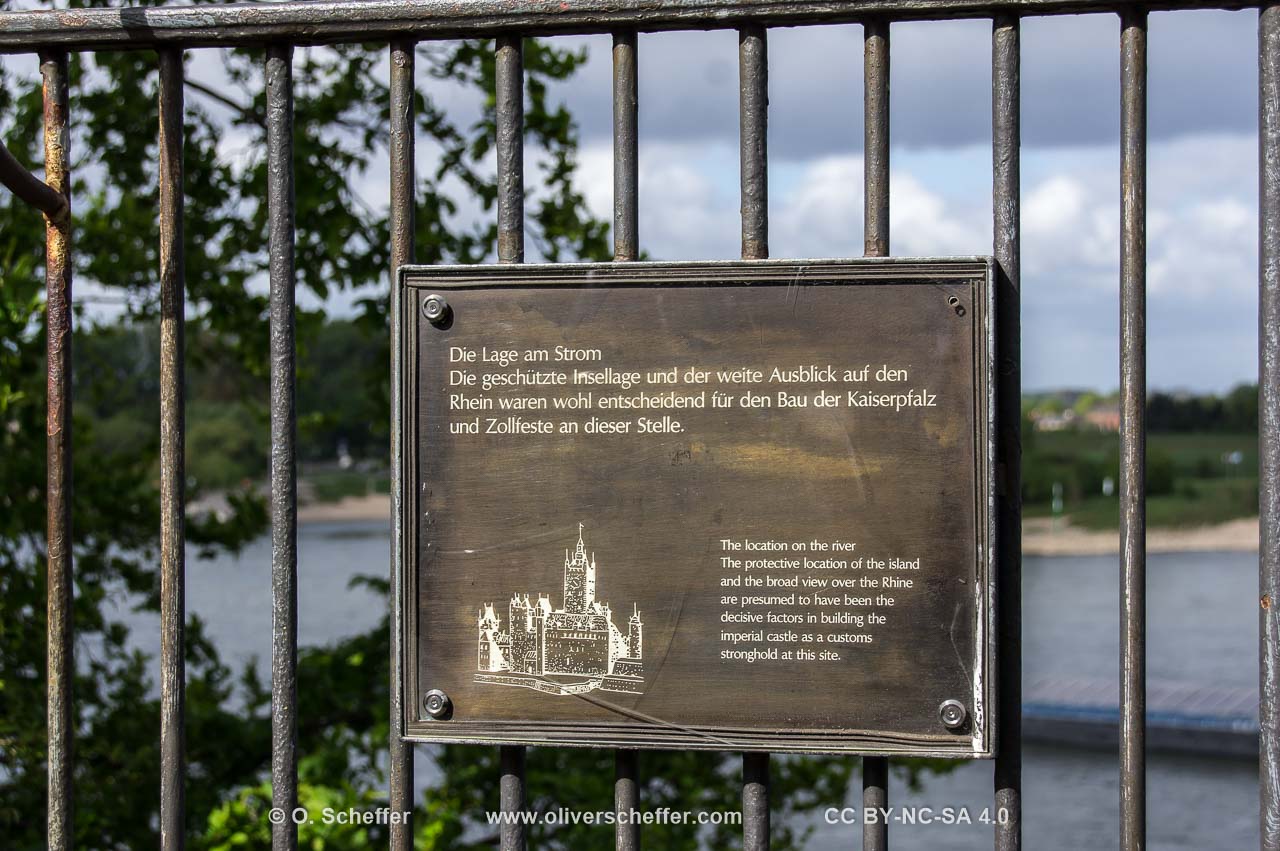 Die Lage am Strom
Die geschützte Insellage und der weite Ausblick auf den
Rhein waren wohl entscheidend für den Bau der Kaiserpfalz
und Zollfeste an dieser Stelle.
The location on the river
The protective location of the island
and the broad view over the Rhine
are presumed to have been the
decisive factors in building the
imperial castle as a customs
stronghold at this site.
© O. Scheffer www.oliverscheffer.com CC BY-NC-SA 4.0